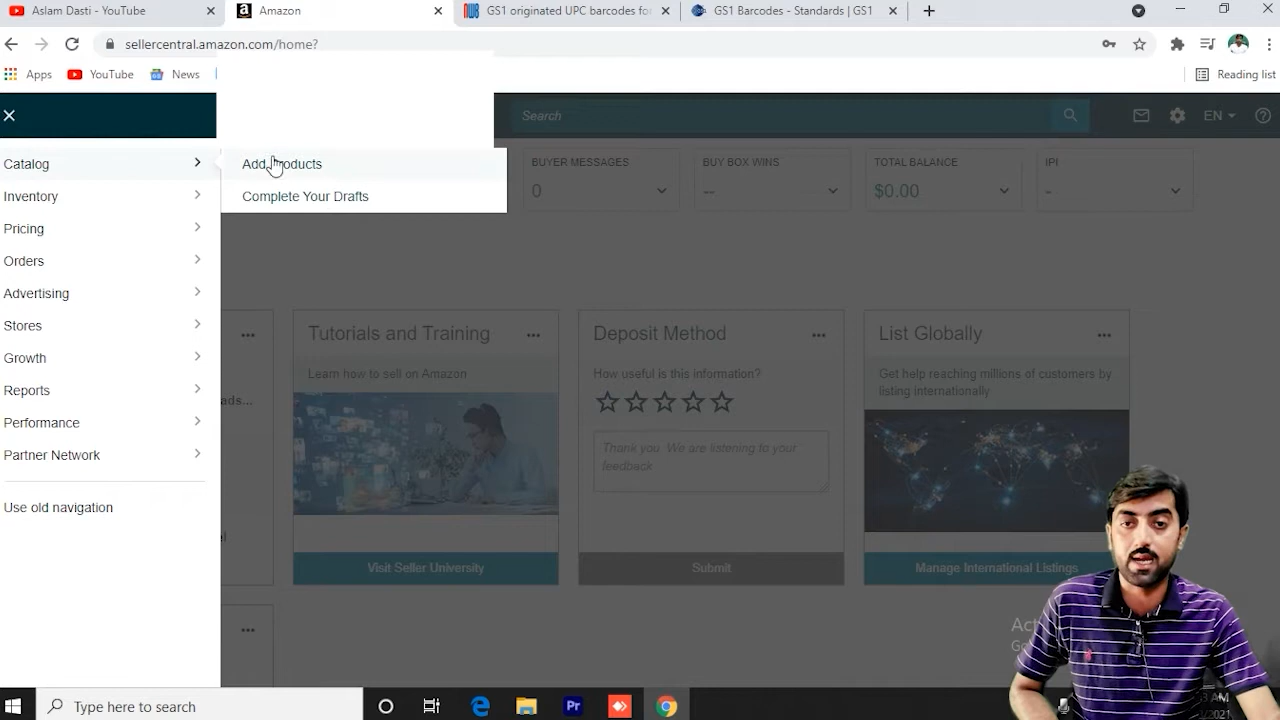 Aslam Dasti - YouTube
Amazon
GS1 originated UPC barcodes for
GS1 Barcodes - Standards | GS1
sellercentral.amazon.com/home?
Apps
YouTube
News
Reading list
Search
EN
Catalog
Add Products
Complete Your Drafts
Inventory
Pricing
Orders
Advertising
Stores
Growth
Reports
Performance
Partner Network
Use old navigation
BUYER MESSAGES
0
BUY BOX WINS
--
TOTAL BALANCE
$0.00
IPI
-
ads...
Tutorials and Training
Learn how to sell on Amazon
Visit Seller University
Deposit Method
How useful is this information?
Thank you. We are listening to your
feedback
Submit
List Globally
Get help reaching millions of customers by
listing internationally
Manage International Listings
Type here to search
Pr